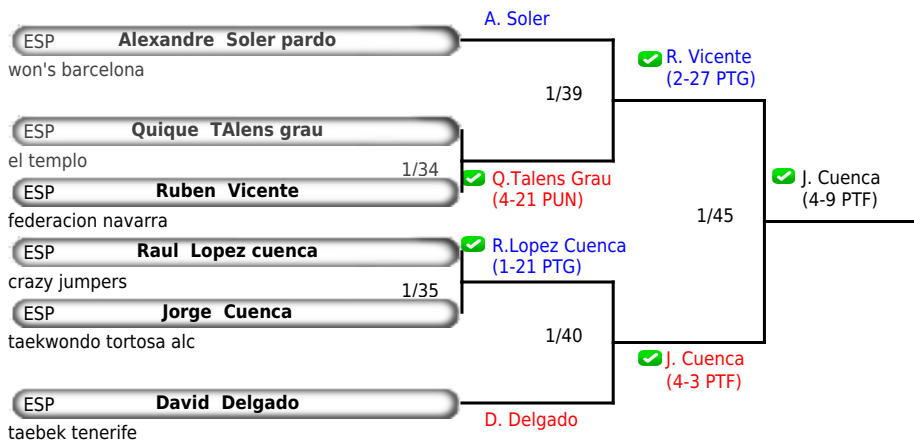 A. Soler
ESP Alexandre Soler pardo
won's barcelona
R. Vicente
(2-27 PTG)
1/39
ESP Quique TAlens grau
el templo
1/34
Q.Talens Grau
(4-21 PUN)
ESP Ruben Vicente
federacion navarra
J. Cuenca
(4-9 PTF)
1/45
ESP Raul Lopez cuenca
crazy jumpers
R.Lopez Cuenca
(1-21 PTG)
1/35
ESP Jorge Cuenca
taekwondo tortosa alc
1/40
J. Cuenca
(4-3 PTF)
ESP David Delgado
taebek tenerife
D. Delgado